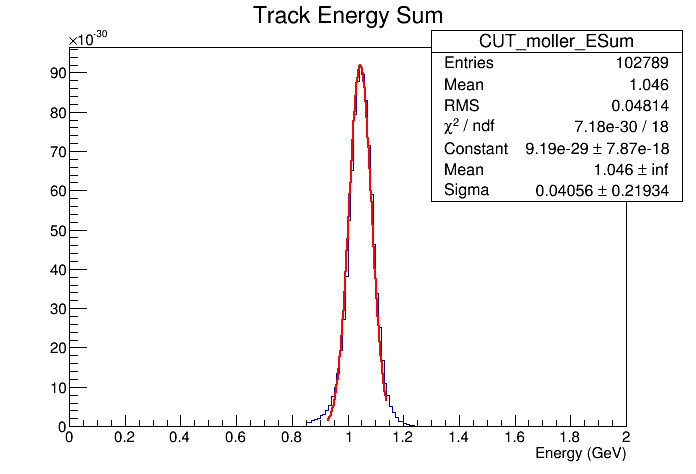 Track Energy Sum
×10⁻³⁰
CUT_moller_ESum
Entries 102789
Mean 1.046
RMS 0.04814
χ² / ndf 7.18e-30 / 18
Constant 9.19e-29 ± 7.87e-18
Mean 1.046 ± inf
Sigma 0.04056 ± 0.21934
90
80
70
60
50
40
30
20
10
0
0 0.2 0.4 0.6 0.8 1 1.2 1.4 1.6 1.8 2
Energy (GeV)